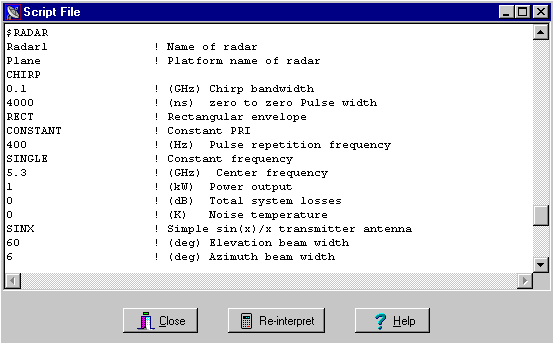 Script File
$RADAR
Radar1 ! Name of radar
Plane ! Platform name of radar
CHIRP
0.1 ! (GHz) Chirp bandwidth
4000 ! (ns) zero to zero Pulse width
RECT ! Rectangular envelope
CONSTANT ! Constant PRI
400 ! (Hz) Pulse repetition frequency
SINGLE ! Constant frequency
5.3 ! (GHz) Center frequency
1 ! (kW) Power output
0 ! (dB) Total system losses
0 ! (K) Noise temperature
SINX ! Simple sin(x)/x transmitter antenna
60 ! (deg) Elevation beam width
6 ! (deg) Azimuth beam width
Close Re-interpret Help